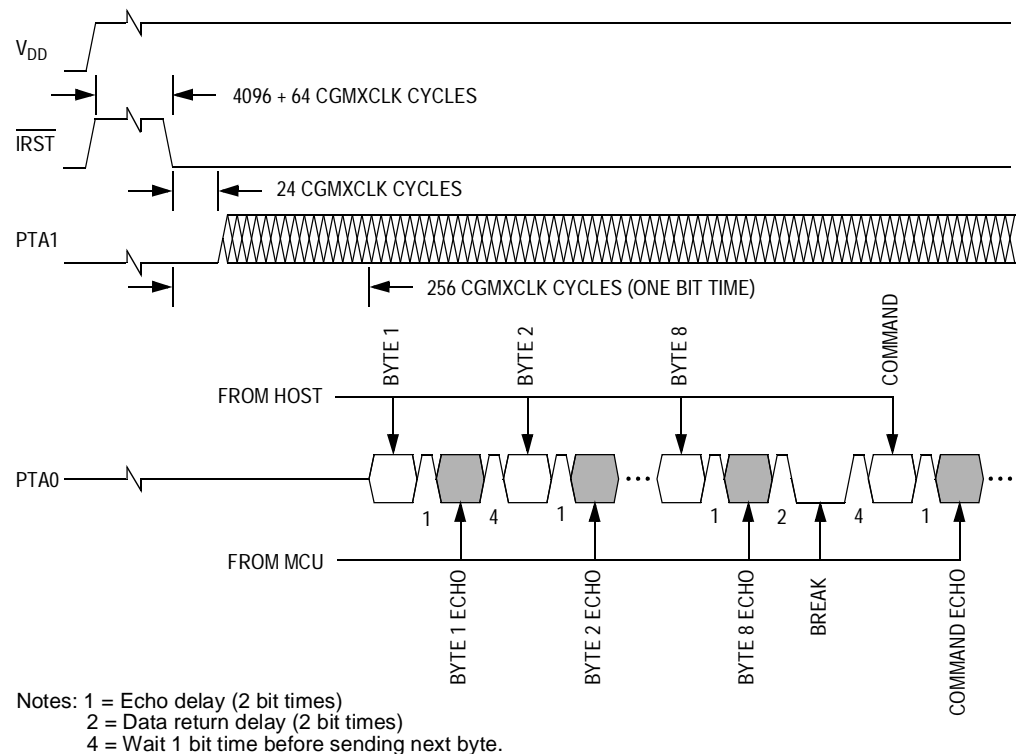 VDD
4096 + 64 CGMXCLK CYCLES
IRST
24 CGMXCLK CYCLES
PTA1
256 CGMXCLK CYCLES (ONE BIT TIME)
BYTE 1
BYTE 2
BYTE 8
COMMAND
FROM HOST
PTA0
1
4
1
1
2
4
1
FROM MCU
BYTE 1 ECHO
BYTE 2 ECHO
BYTE 8 ECHO
BREAK
COMMAND ECHO
Notes: 1 = Echo delay (2 bit times)
2 = Data return delay (2 bit times)
4 = Wait 1 bit time before sending next byte.